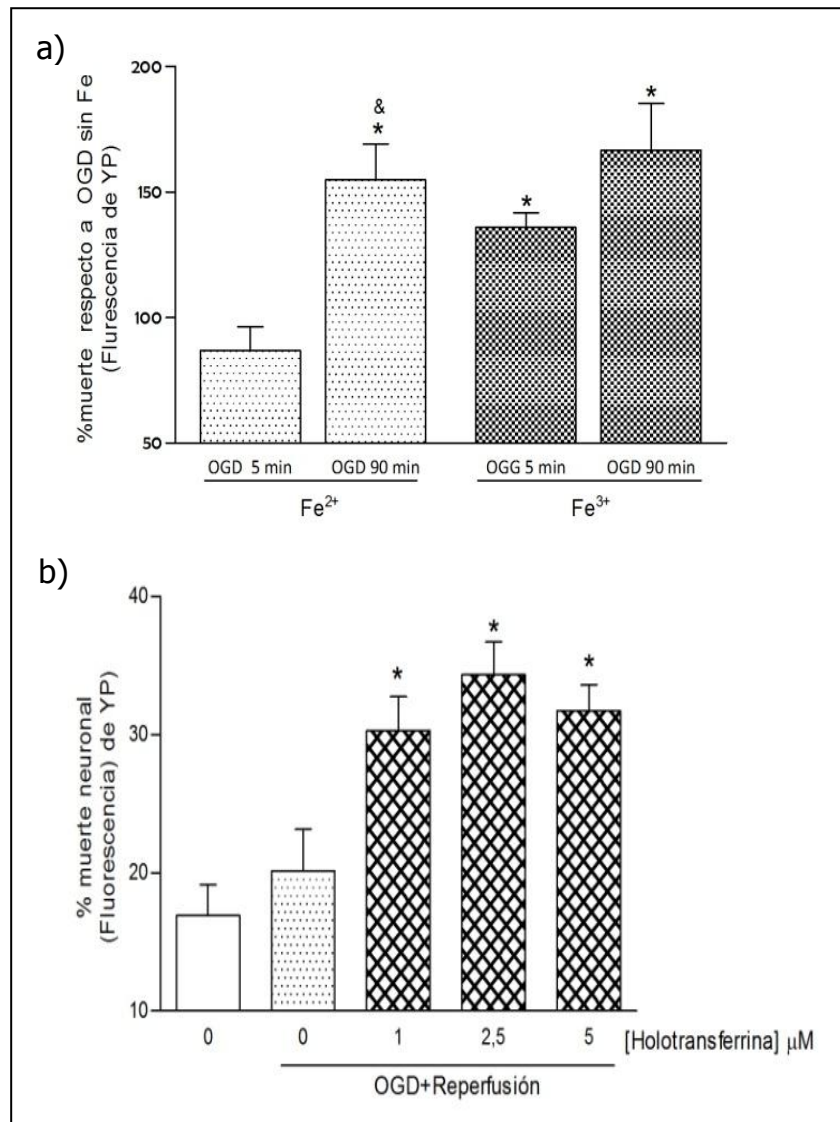 a)
%muerte respecto a OGD sin Fe
(Flurescencia de YP)
200
150
100
50
&
*
*
*
OGD 5 min
OGD 90 min
OGG 5 min
OGD 90 min
Fe²⁺
Fe³⁺
b)
% muerte neuronal
(Fluorescencia) de YP)
40
30
20
10
*
*
*
0
0
1
2,5
5
[Holotransferrina] µM
OGD+Reperfusión